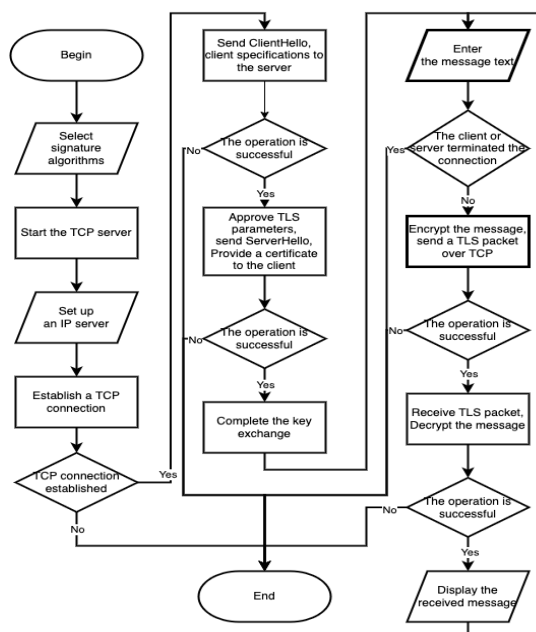 Begin
Select
signature
algorithms
Start the TCP server
Set up
an IP server
Establish a TCP
connection
TCP connection
established
Yes
No
Send ClientHello,
client specifications to
the server
The operation is
successful
No
Yes
Approve TLS
parameters,
send ServerHello,
Provide a certificate
to the client
The operation is
successful
No
Yes
Complete the key
exchange
End
Enter
the message text
The client or
server terminated the
connection
Yes
No
Encrypt the message,
send a TLS packet
over TCP
The operation is
successful
No
Yes
Receive TLS packet,
Decrypt the message
The operation is
successful
No
Yes
Display the
received message